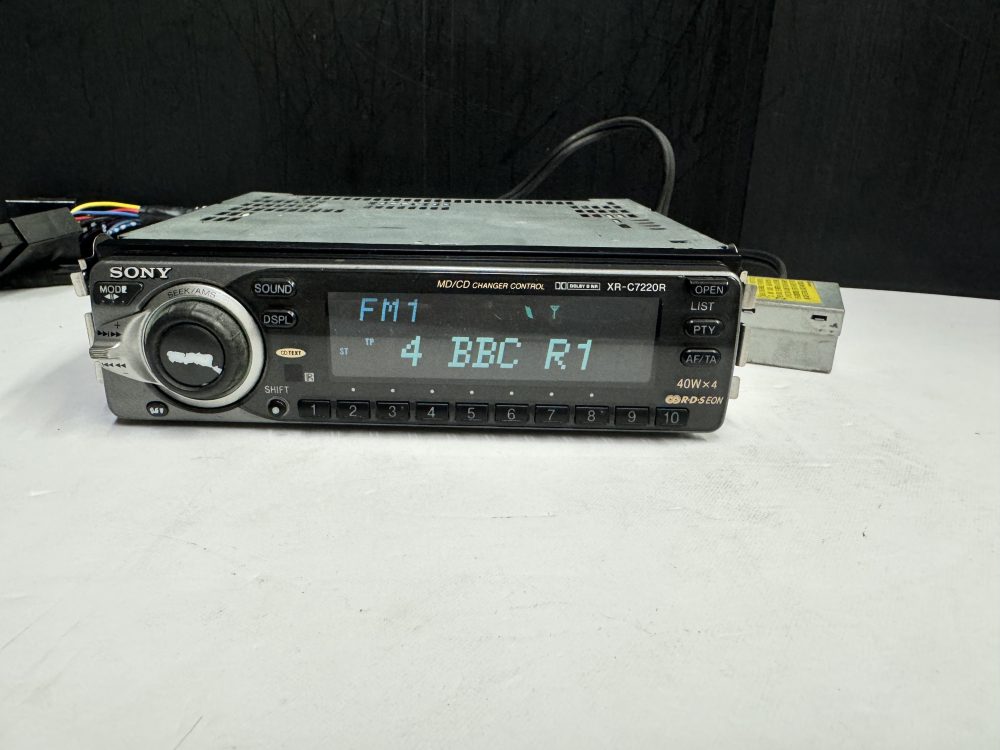 SONY
MODE
SEEK/AMS
SOUND
DSPL
MD/CD CHANGER CONTROL
DOLBY B NR
XR-C7220R
OPEN
LIST
PTY
AF/TA
FM1
ST
TP
4 BBC R1
CD TEXT
SHIFT
40W×4
R·D·S EON
1 2 3 4 5 6 7 8 9 10